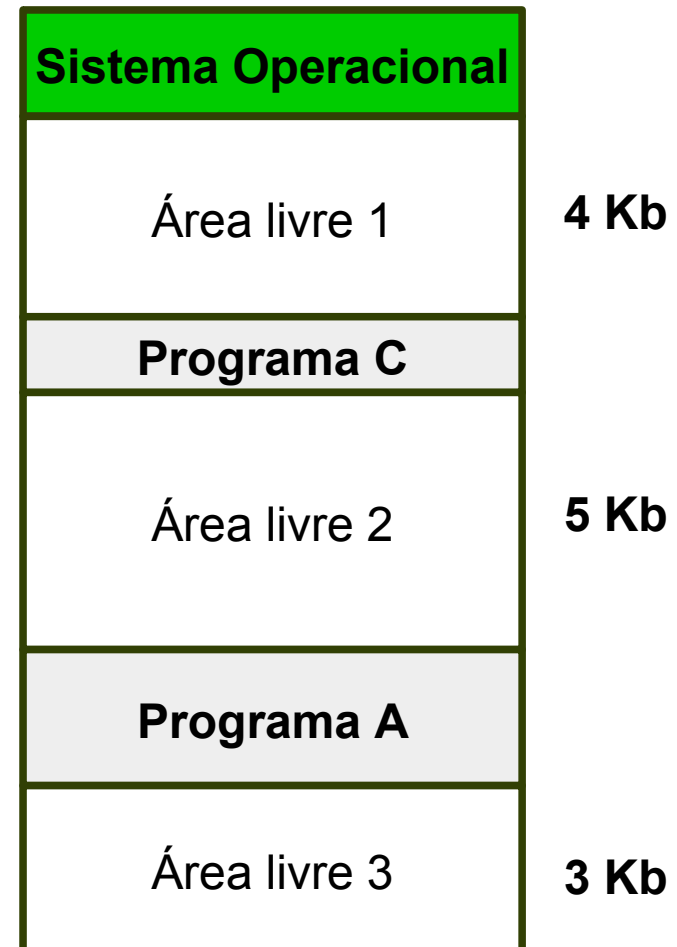 Sistema Operacional
Área livre 1
4 Kb
Programa C
Área livre 2
5 Kb
Programa A
Área livre 3
3 Kb